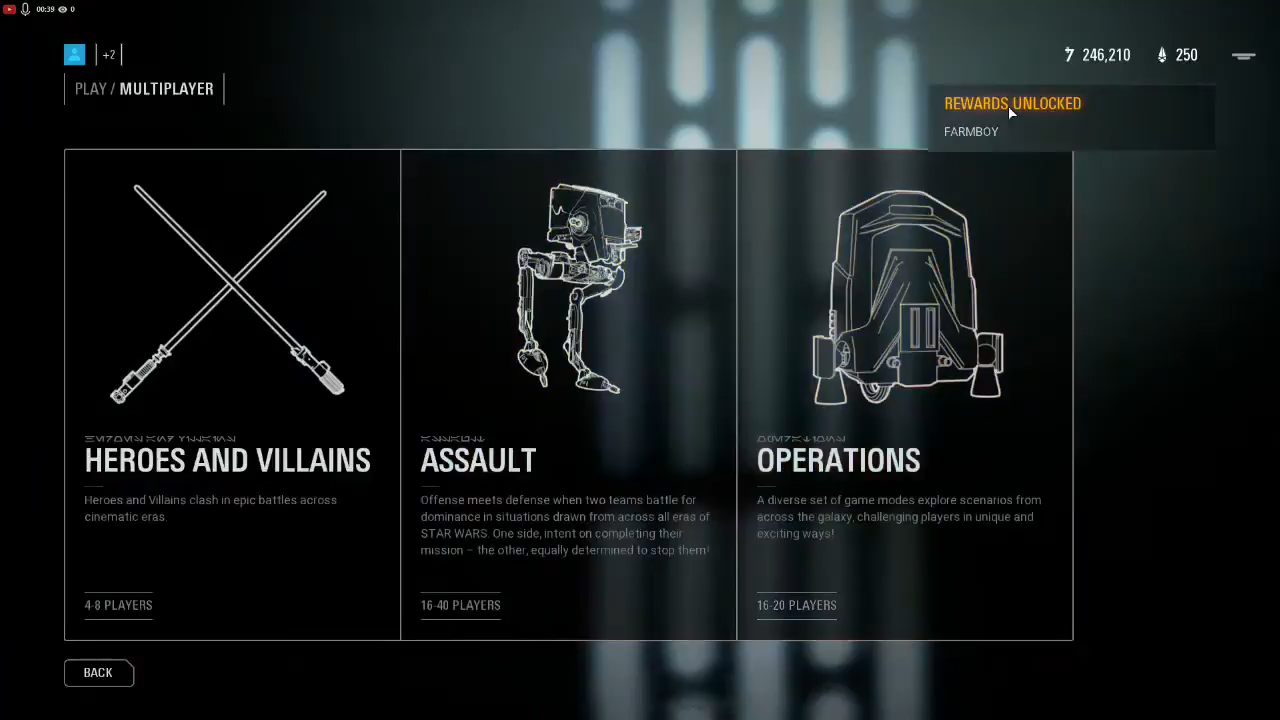 00:39 0
+2
246,210
250
PLAY / MULTIPLAYER
REWARDS UNLOCKED
FARMBOY
HEROES AND VILLAINS
Heroes and Villains clash in epic battles across
cinematic eras.
4-8 PLAYERS
ASSAULT
Offense meets defense when two teams battle for
dominance in situations drawn from across all eras of
STAR WARS. One side, intent on completing their
mission – the other, equally determined to stop them!
16-40 PLAYERS
OPERATIONS
A diverse set of game modes explore scenarios from
across the galaxy, challenging players in unique and
exciting ways!
16-20 PLAYERS
BACK